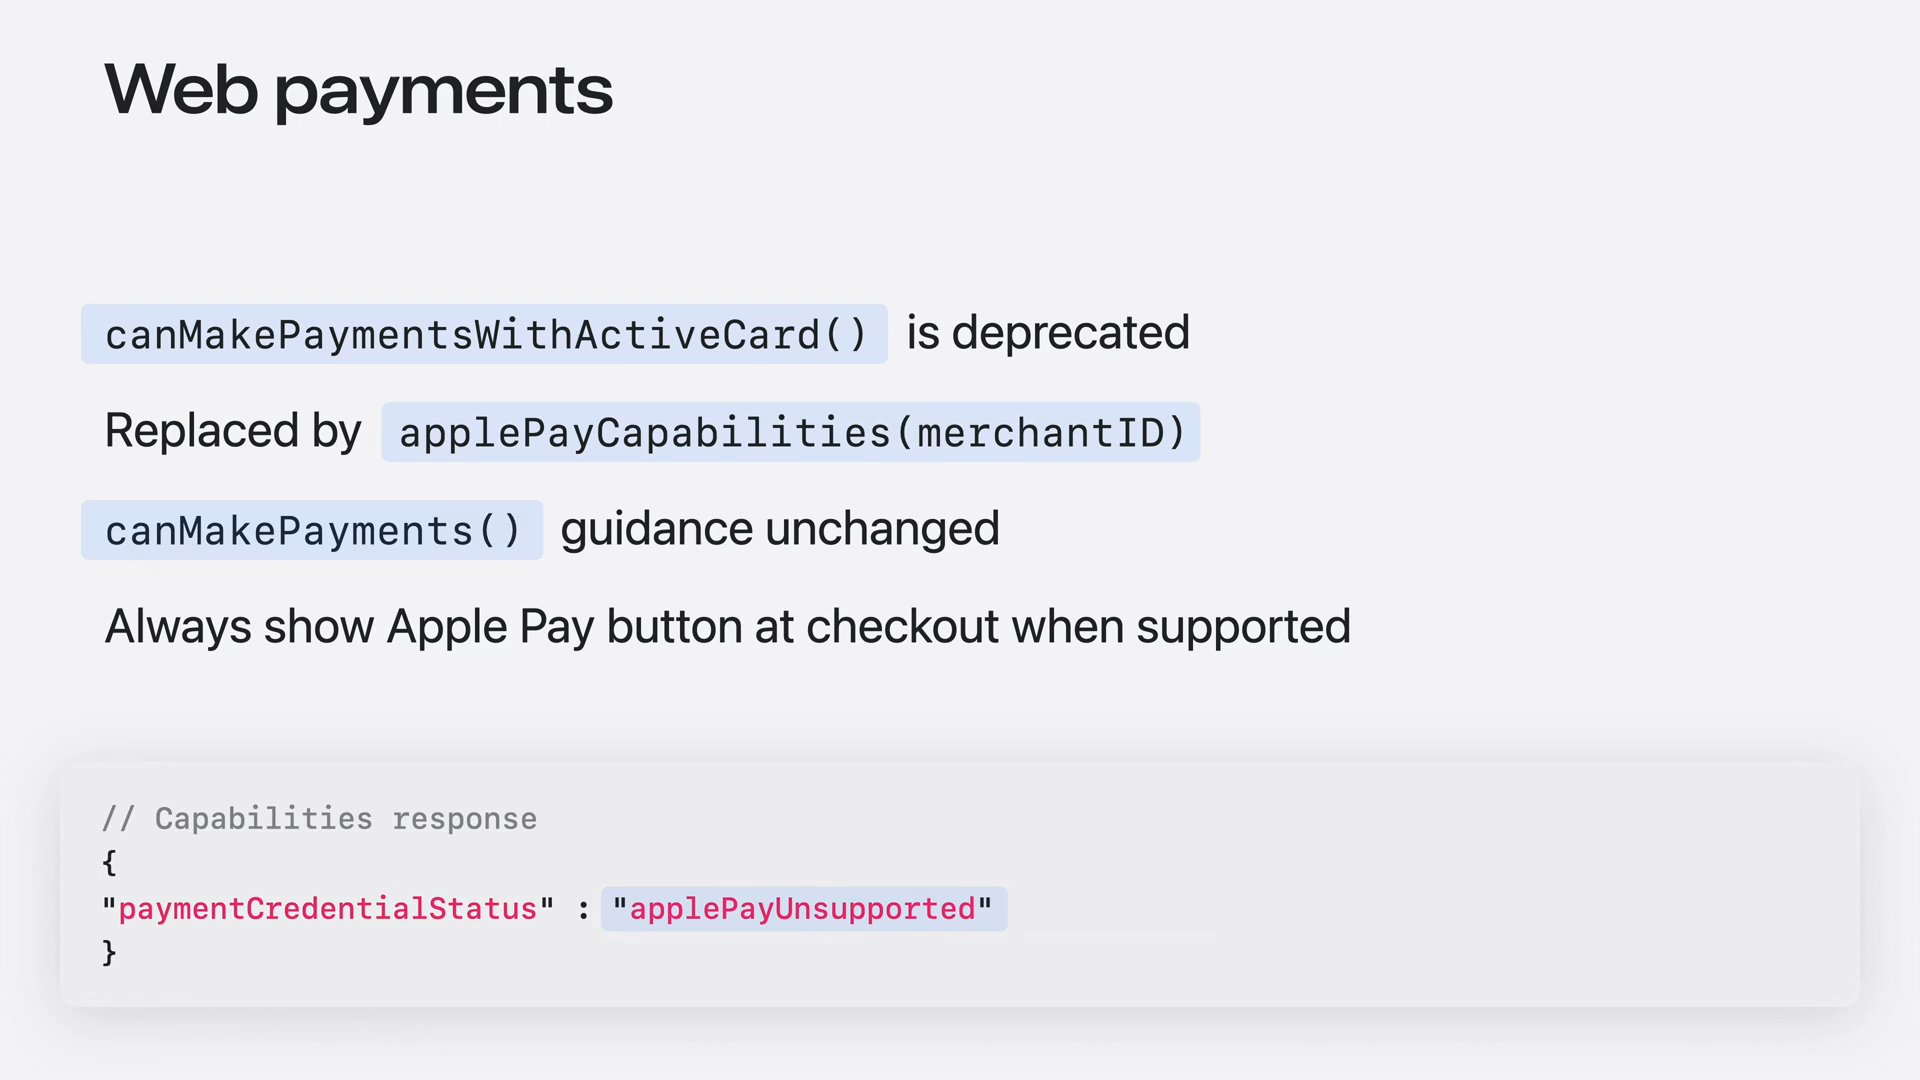 Web payments
canMakePaymentsWithActiveCard() is deprecated
Replaced by applePayCapabilities(merchantID)
canMakePayments() guidance unchanged
Always show Apple Pay button at checkout when supported
// Capabilities response
{
"paymentCredentialStatus" : "applePayUnsupported"
}